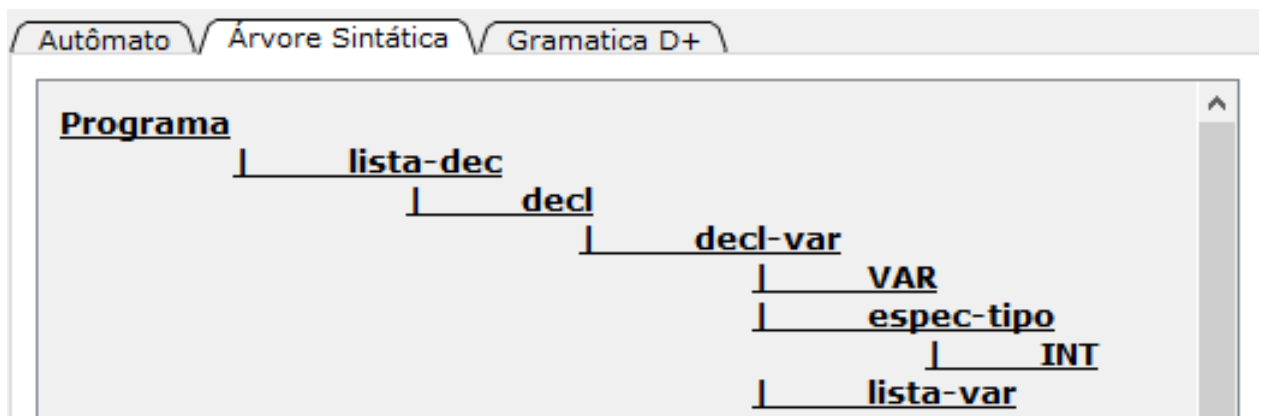 Autômato Árvore Sintática Gramatica D+
Programa
| lista-dec
| decl
| decl-var
| VAR
| espec-tipo
| INT
| lista-var